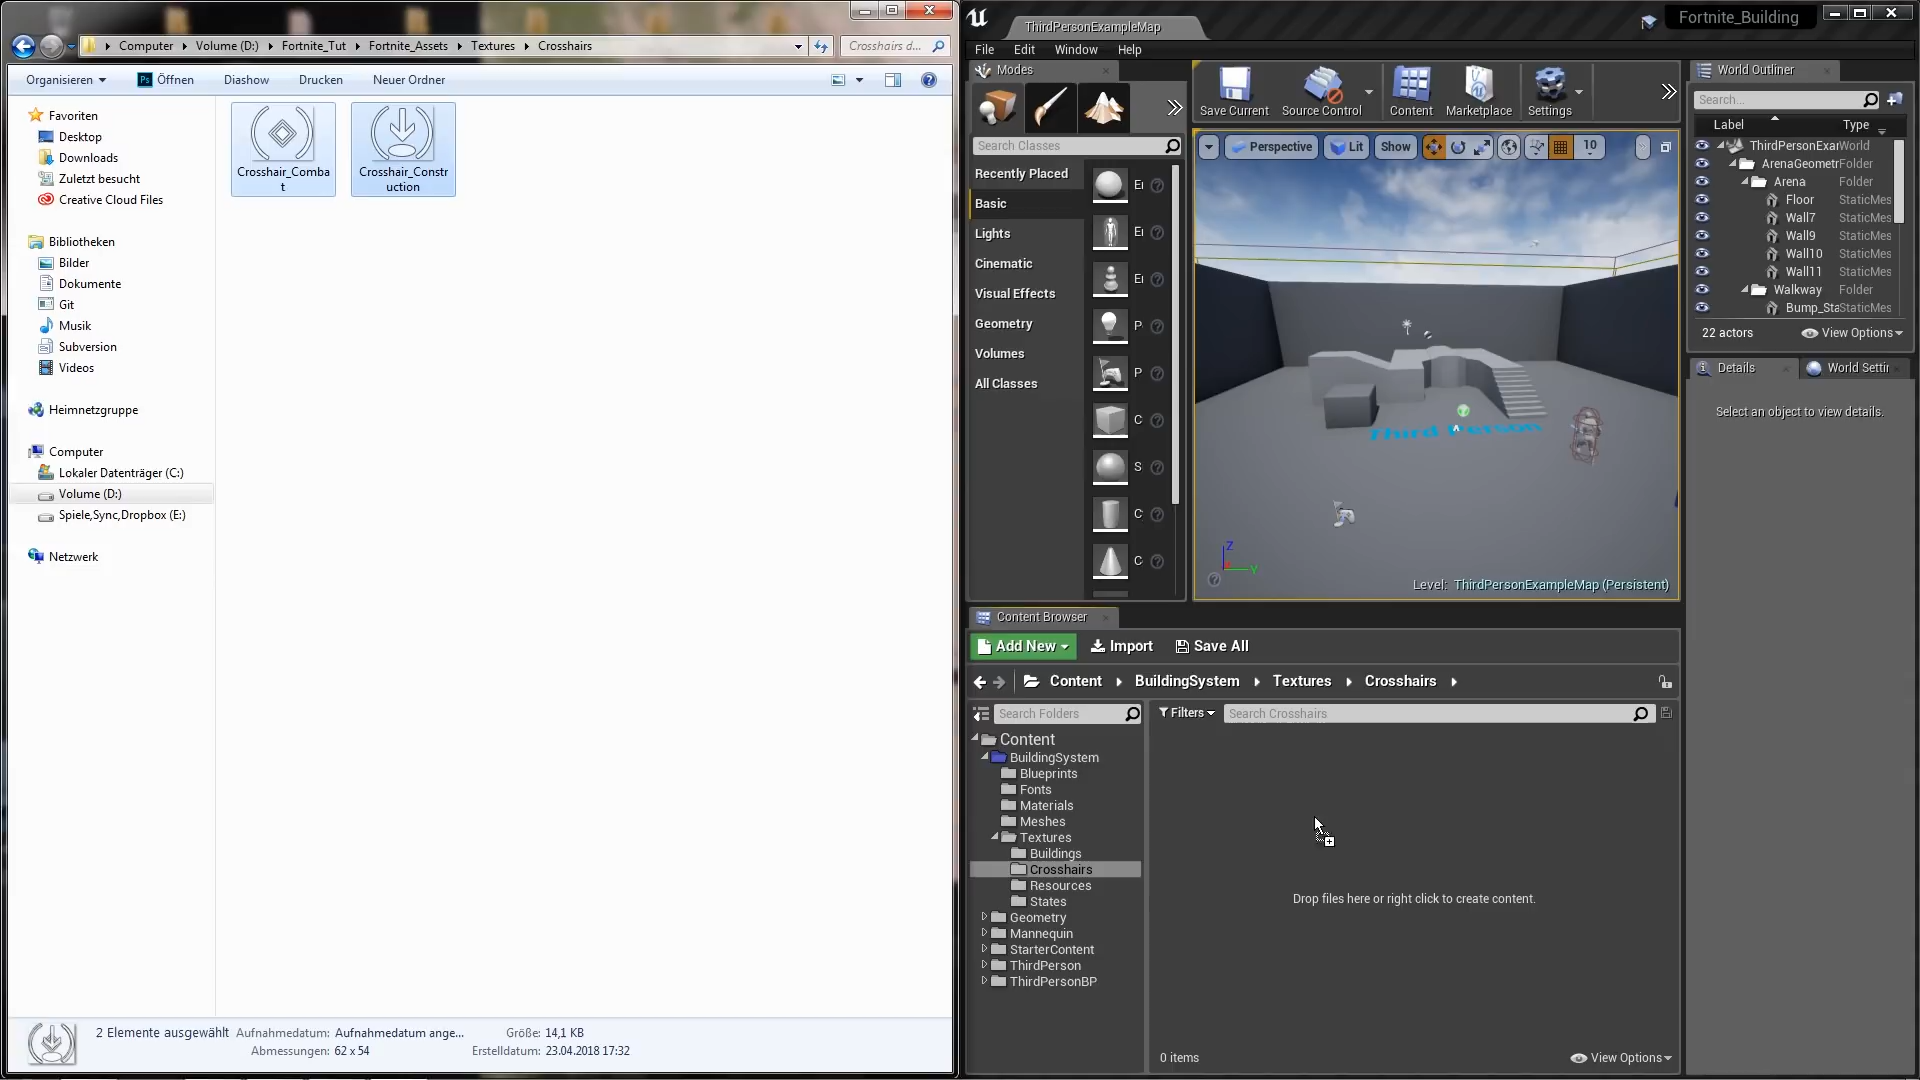 Computer Volume (D:) Fortnite_Tut Fortnite_Assets Textures Crosshairs
Crosshairs d...
Organisieren Öffnen Diashow Drucken Neuer Ordner
Favoriten
Desktop
Downloads
Zuletzt besucht
Creative Cloud Files
Bibliotheken
Bilder
Dokumente
Git
Musik
Subversion
Videos
Heimnetzgruppe
Computer
Lokaler Datenträger (C:)
Volume (D:)
Spiele,Sync,Dropbox (E:)
Netzwerk
Crosshair_Comba
t
Crosshair_Constr
uction
2 Elemente ausgewählt Aufnahmedatum: Aufnahmedatum ange... Größe: 14,1 KB
Abmessungen: 62 x 54 Erstelldatum: 23.04.2018 17:32
ThirdPersonExampleMap
Fortnite_Building
File Edit Window Help
Modes
Search Classes
Recently Placed
Basic
Lights
Cinematic
Visual Effects
Geometry
Volumes
All Classes
P
P
C
S
C
C
Save Current Source Control Content Marketplace Settings
Perspective Lit Show 10
Third Person
Z
Y
Level: ThirdPersonExampleMap (Persistent)
World Outliner
Search...
Label Type
ThirdPersonExar World
ArenaGeometr Folder
Arena Folder
Floor StaticMes
Wall7 StaticMes
Wall9 StaticMes
Wall10 StaticMes
Wall11 StaticMes
Walkway Folder
Bump_Sta StaticMes
22 actors View Options
Details World Settin
Select an object to view details.
Content Browser
Add New Import Save All
Content BuildingSystem Textures Crosshairs
Search Folders
Filters Search Crosshairs
Content
BuildingSystem
Blueprints
Fonts
Materials
Meshes
Textures
Buildings
Crosshairs
Resources
States
Geometry
Mannequin
StarterContent
ThirdPerson
ThirdPersonBP
Drop files here or right click to create content.
0 items View Options